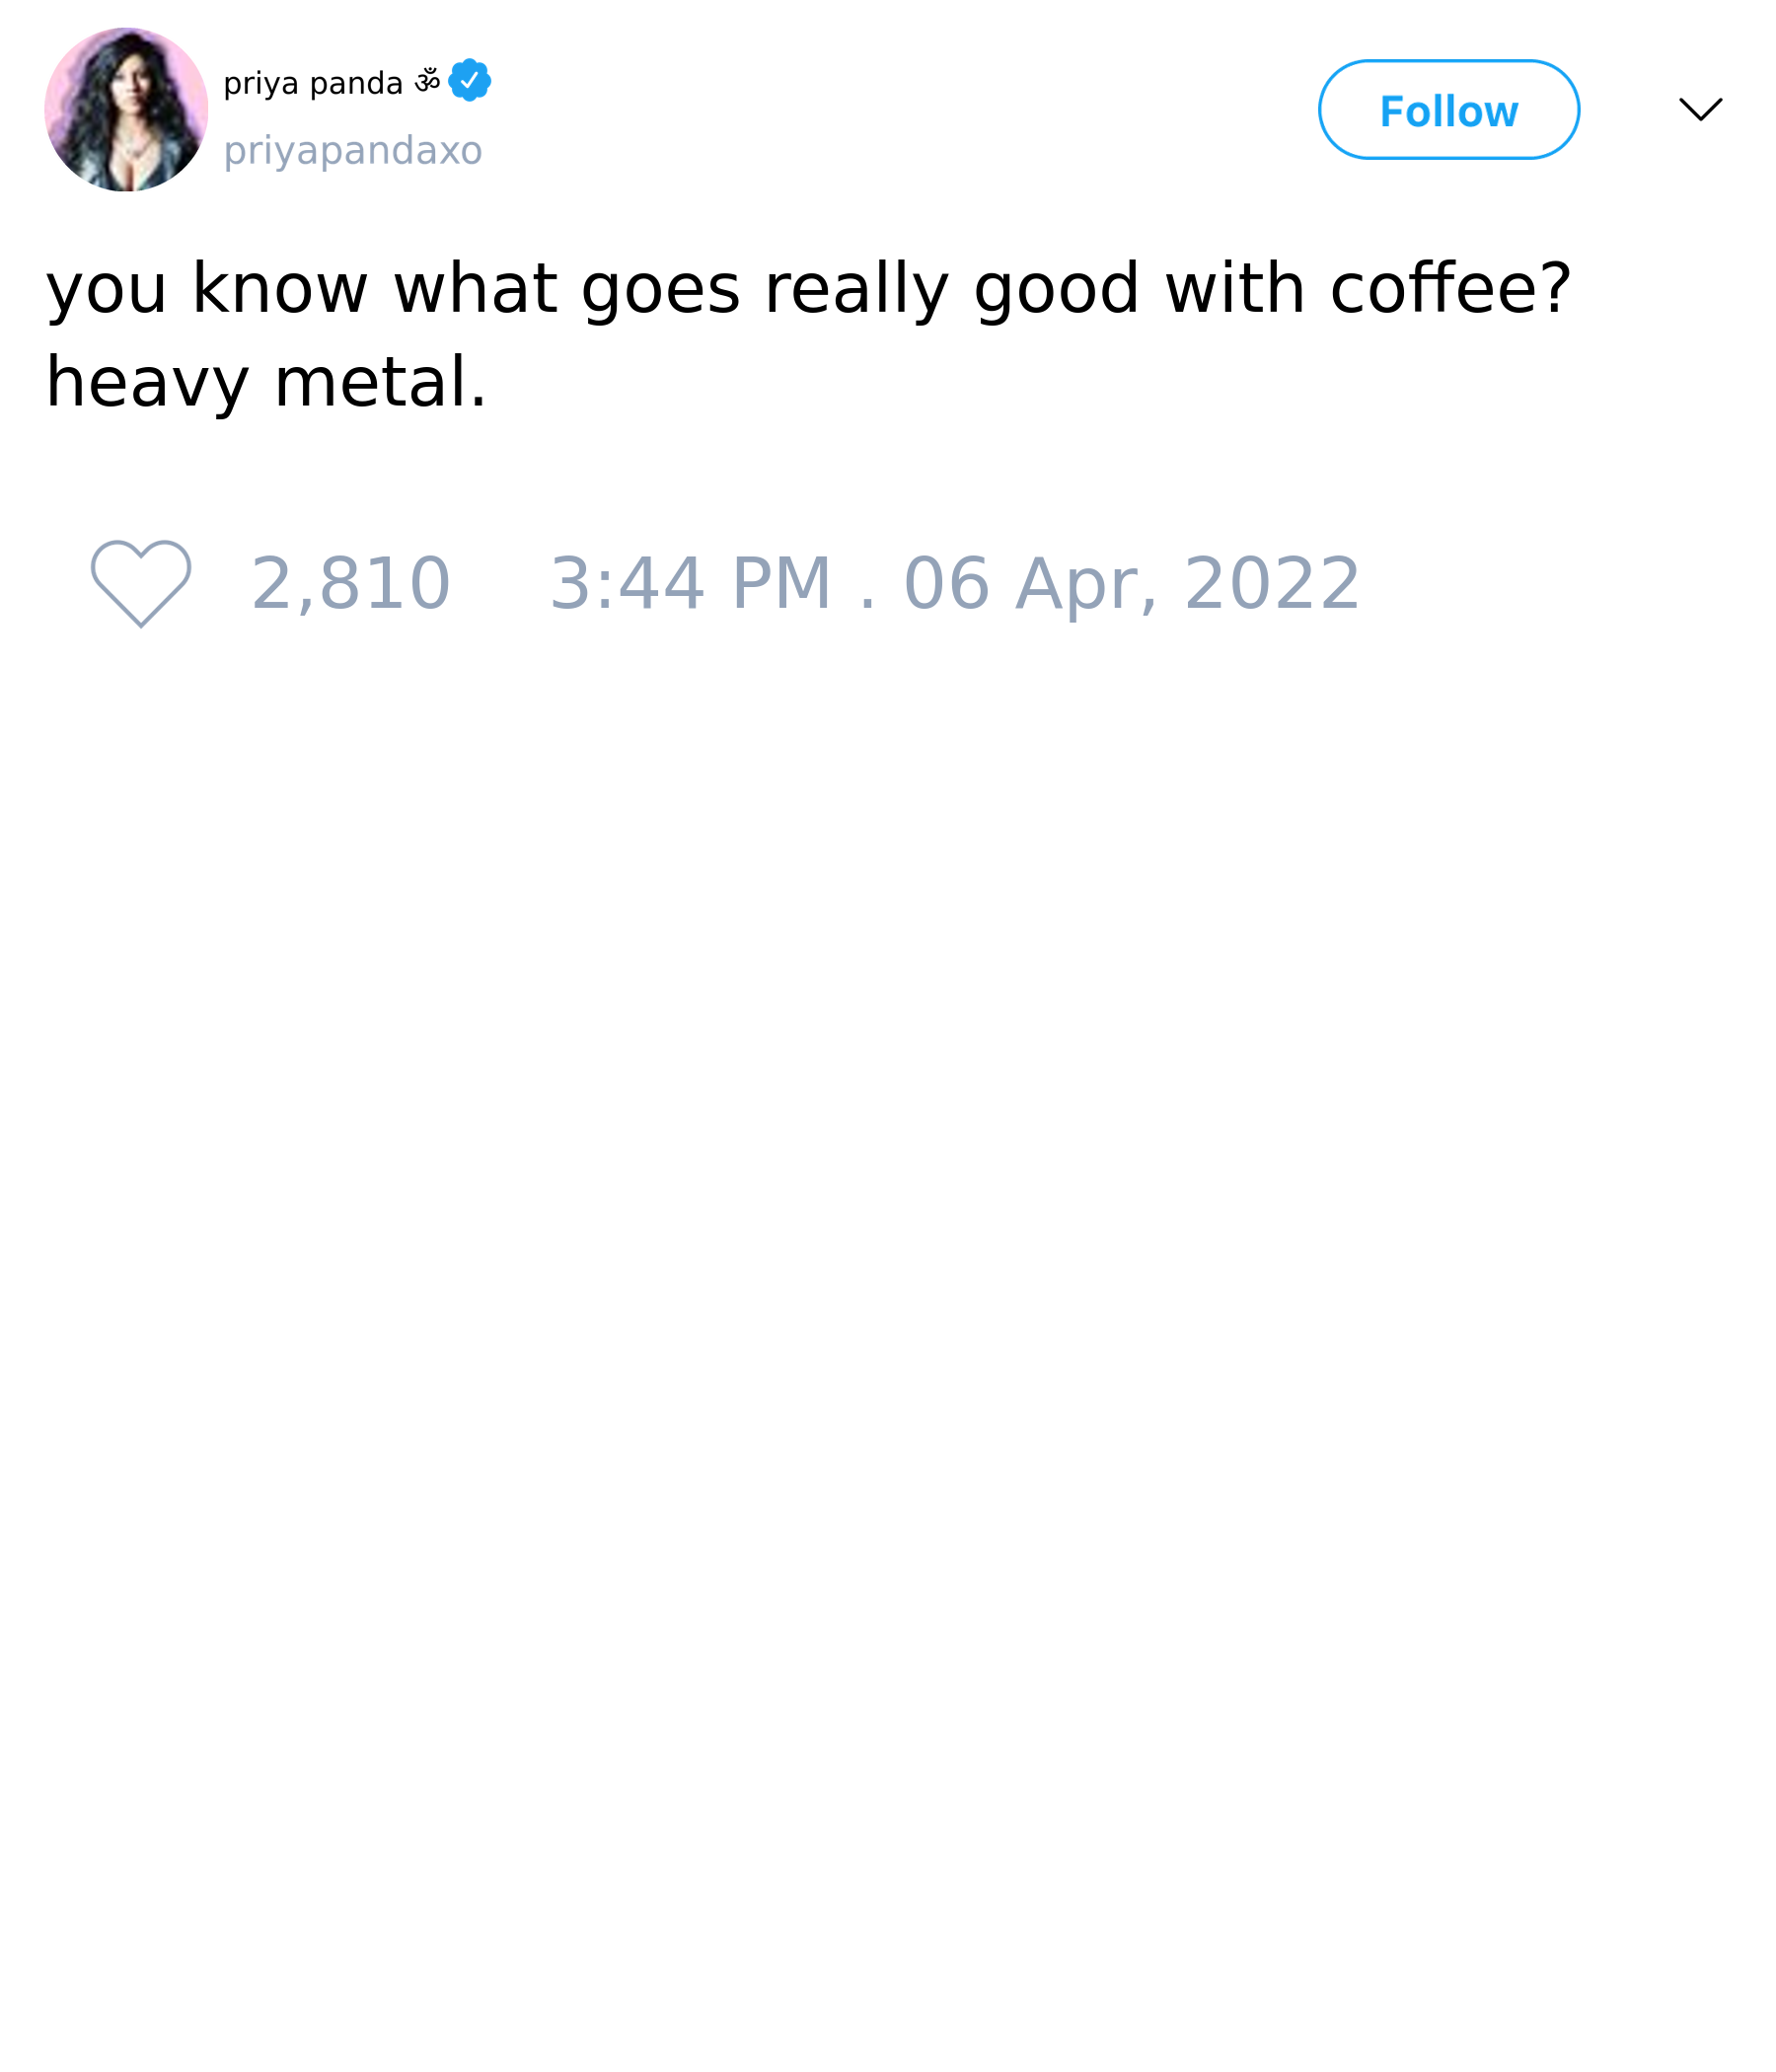 priya panda ॐ
priyapandaxo
Follow
you know what goes really good with coffee?
heavy metal.
2,810 3:44 PM . 06 Apr, 2022